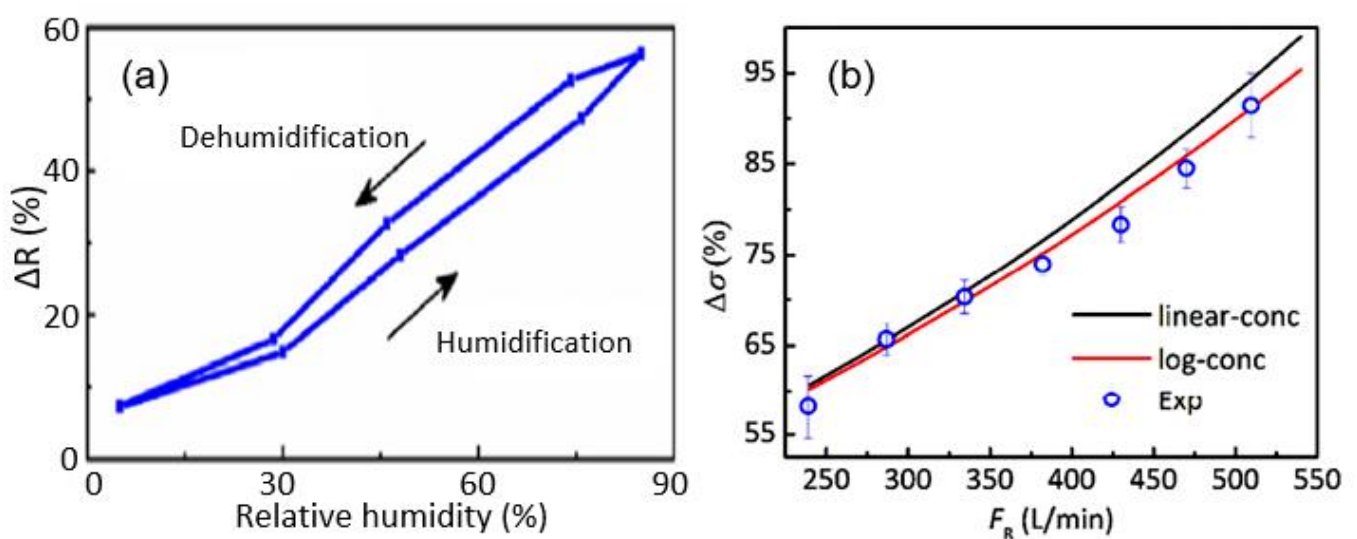 (a)
ΔR (%)
60
40
20
0
Dehumidification
Humidification
0 30 60 90
Relative humidity (%)
(b)
Δσ (%)
95
85
75
65
55
linear-conc
log-conc
Exp
250 300 350 400 450 500 550
F_R (L/min)